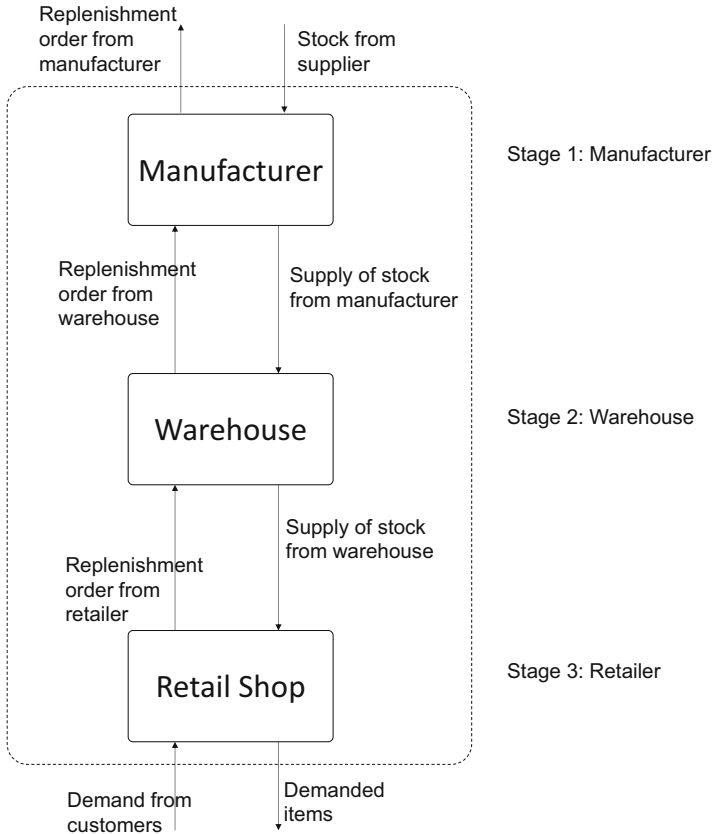 Replenishment
order from
manufacturer
Stock from
supplier
Manufacturer
Stage 1: Manufacturer
Replenishment
order from
warehouse
Supply of stock
from manufacturer
Warehouse
Stage 2: Warehouse
Supply of stock
from warehouse
Replenishment
order from
retailer
Retail Shop
Stage 3: Retailer
Demand from
customers
Demanded
items